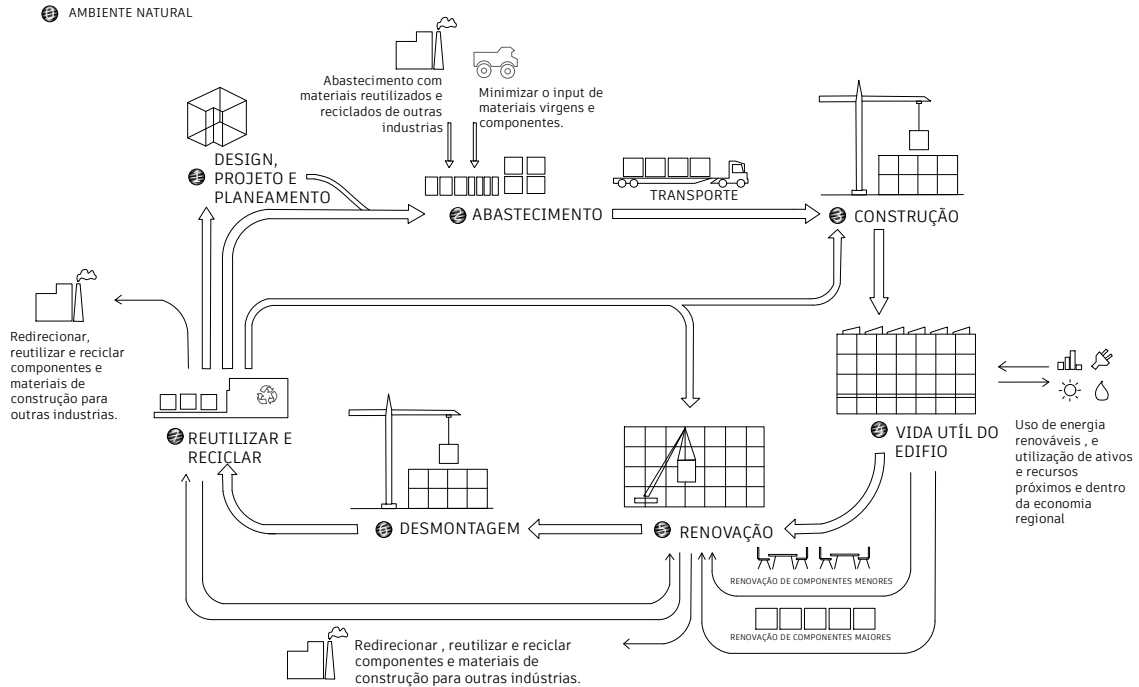 AMBIENTE NATURAL
Abastecimento com
materiais reutilizados e
reciclados de outras
industrias
Minimizar o input de
materiais virgens e
componentes.
DESIGN,
PROJETO E
PLANEAMENTO
ABASTECIMENTO
TRANSPORTE
CONSTRUÇÃO
Redirecionar,
reutilizar e reciclar
componentes e
materiais de
construção para
outras industrias.
VIDA UTÍL DO
EDIFIO
Uso de energia
renováveis , e
utilização de ativos
e recursos
próximos e dentro
da economia
regional
REUTILIZAR E
RECICLAR
DESMONTAGEM
RENOVAÇÃO
RENOVAÇÃO DE COMPONENTES MENORES
RENOVAÇÃO DE COMPONENTES MAIORES
Redirecionar , reutilizar e reciclar
componentes e materiais de
construção para outras indústrias.